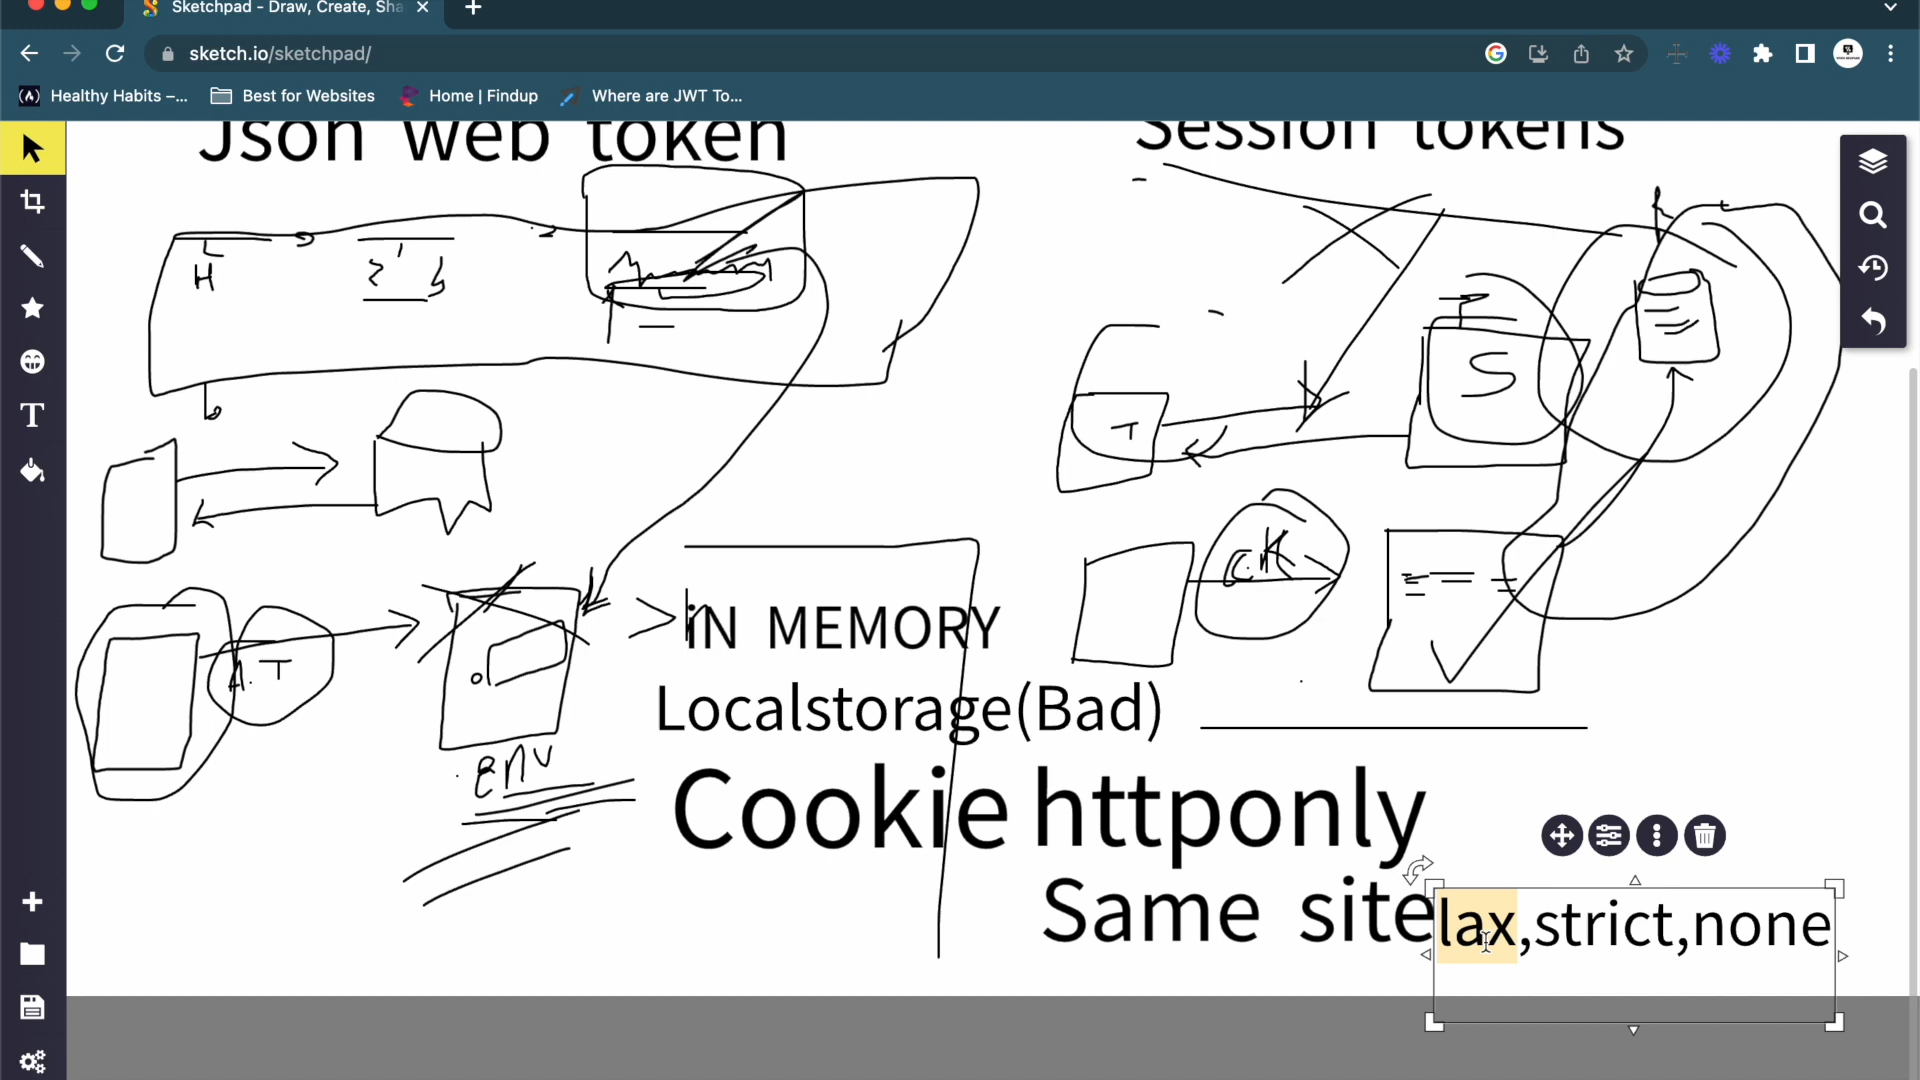 Sketchpad - Draw, Create, Sha
sketch.io/sketchpad/
Healthy Habits –...
Best for Websites
Home | Findup
Where are JWT To...
Json web token
Session tokens
H
S
T
C.K
A.T
iN MEMORY
Localstorage(Bad)
env
Cookie httponly
Same site
lax,strict,none
T